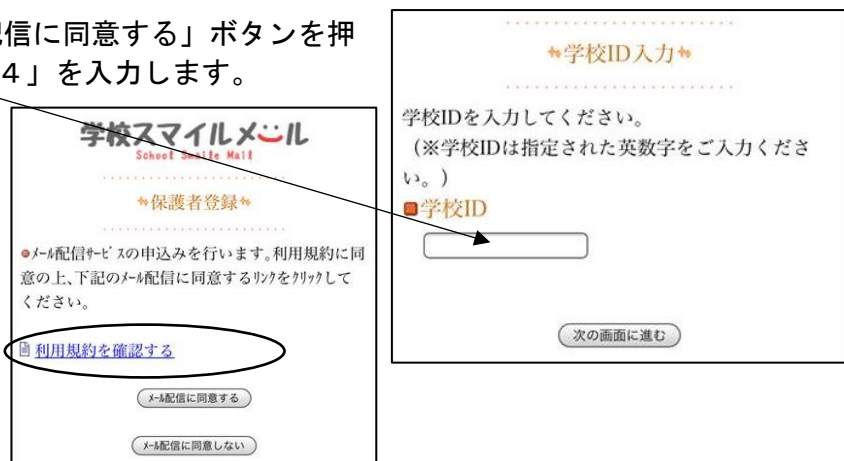 配信に同意する」ボタンを押
４」を入力します。
学校スマイルメール
School Smile Mail
保護者登録
●ﾒｰﾙ配信ｻｰﾋﾞｽの申込みを行います。利用規約に同
意の上、下記のﾒｰﾙ配信に同意するﾘﾝｸをｸﾘｯｸして
ください。
利用規約を確認する
ﾒｰﾙ配信に同意する
ﾒｰﾙ配信に同意しない
学校ID入力
学校IDを入力してください。
（※学校IDは指定された英数字をご入力くださ
い。）
学校ID
次の画面に進む